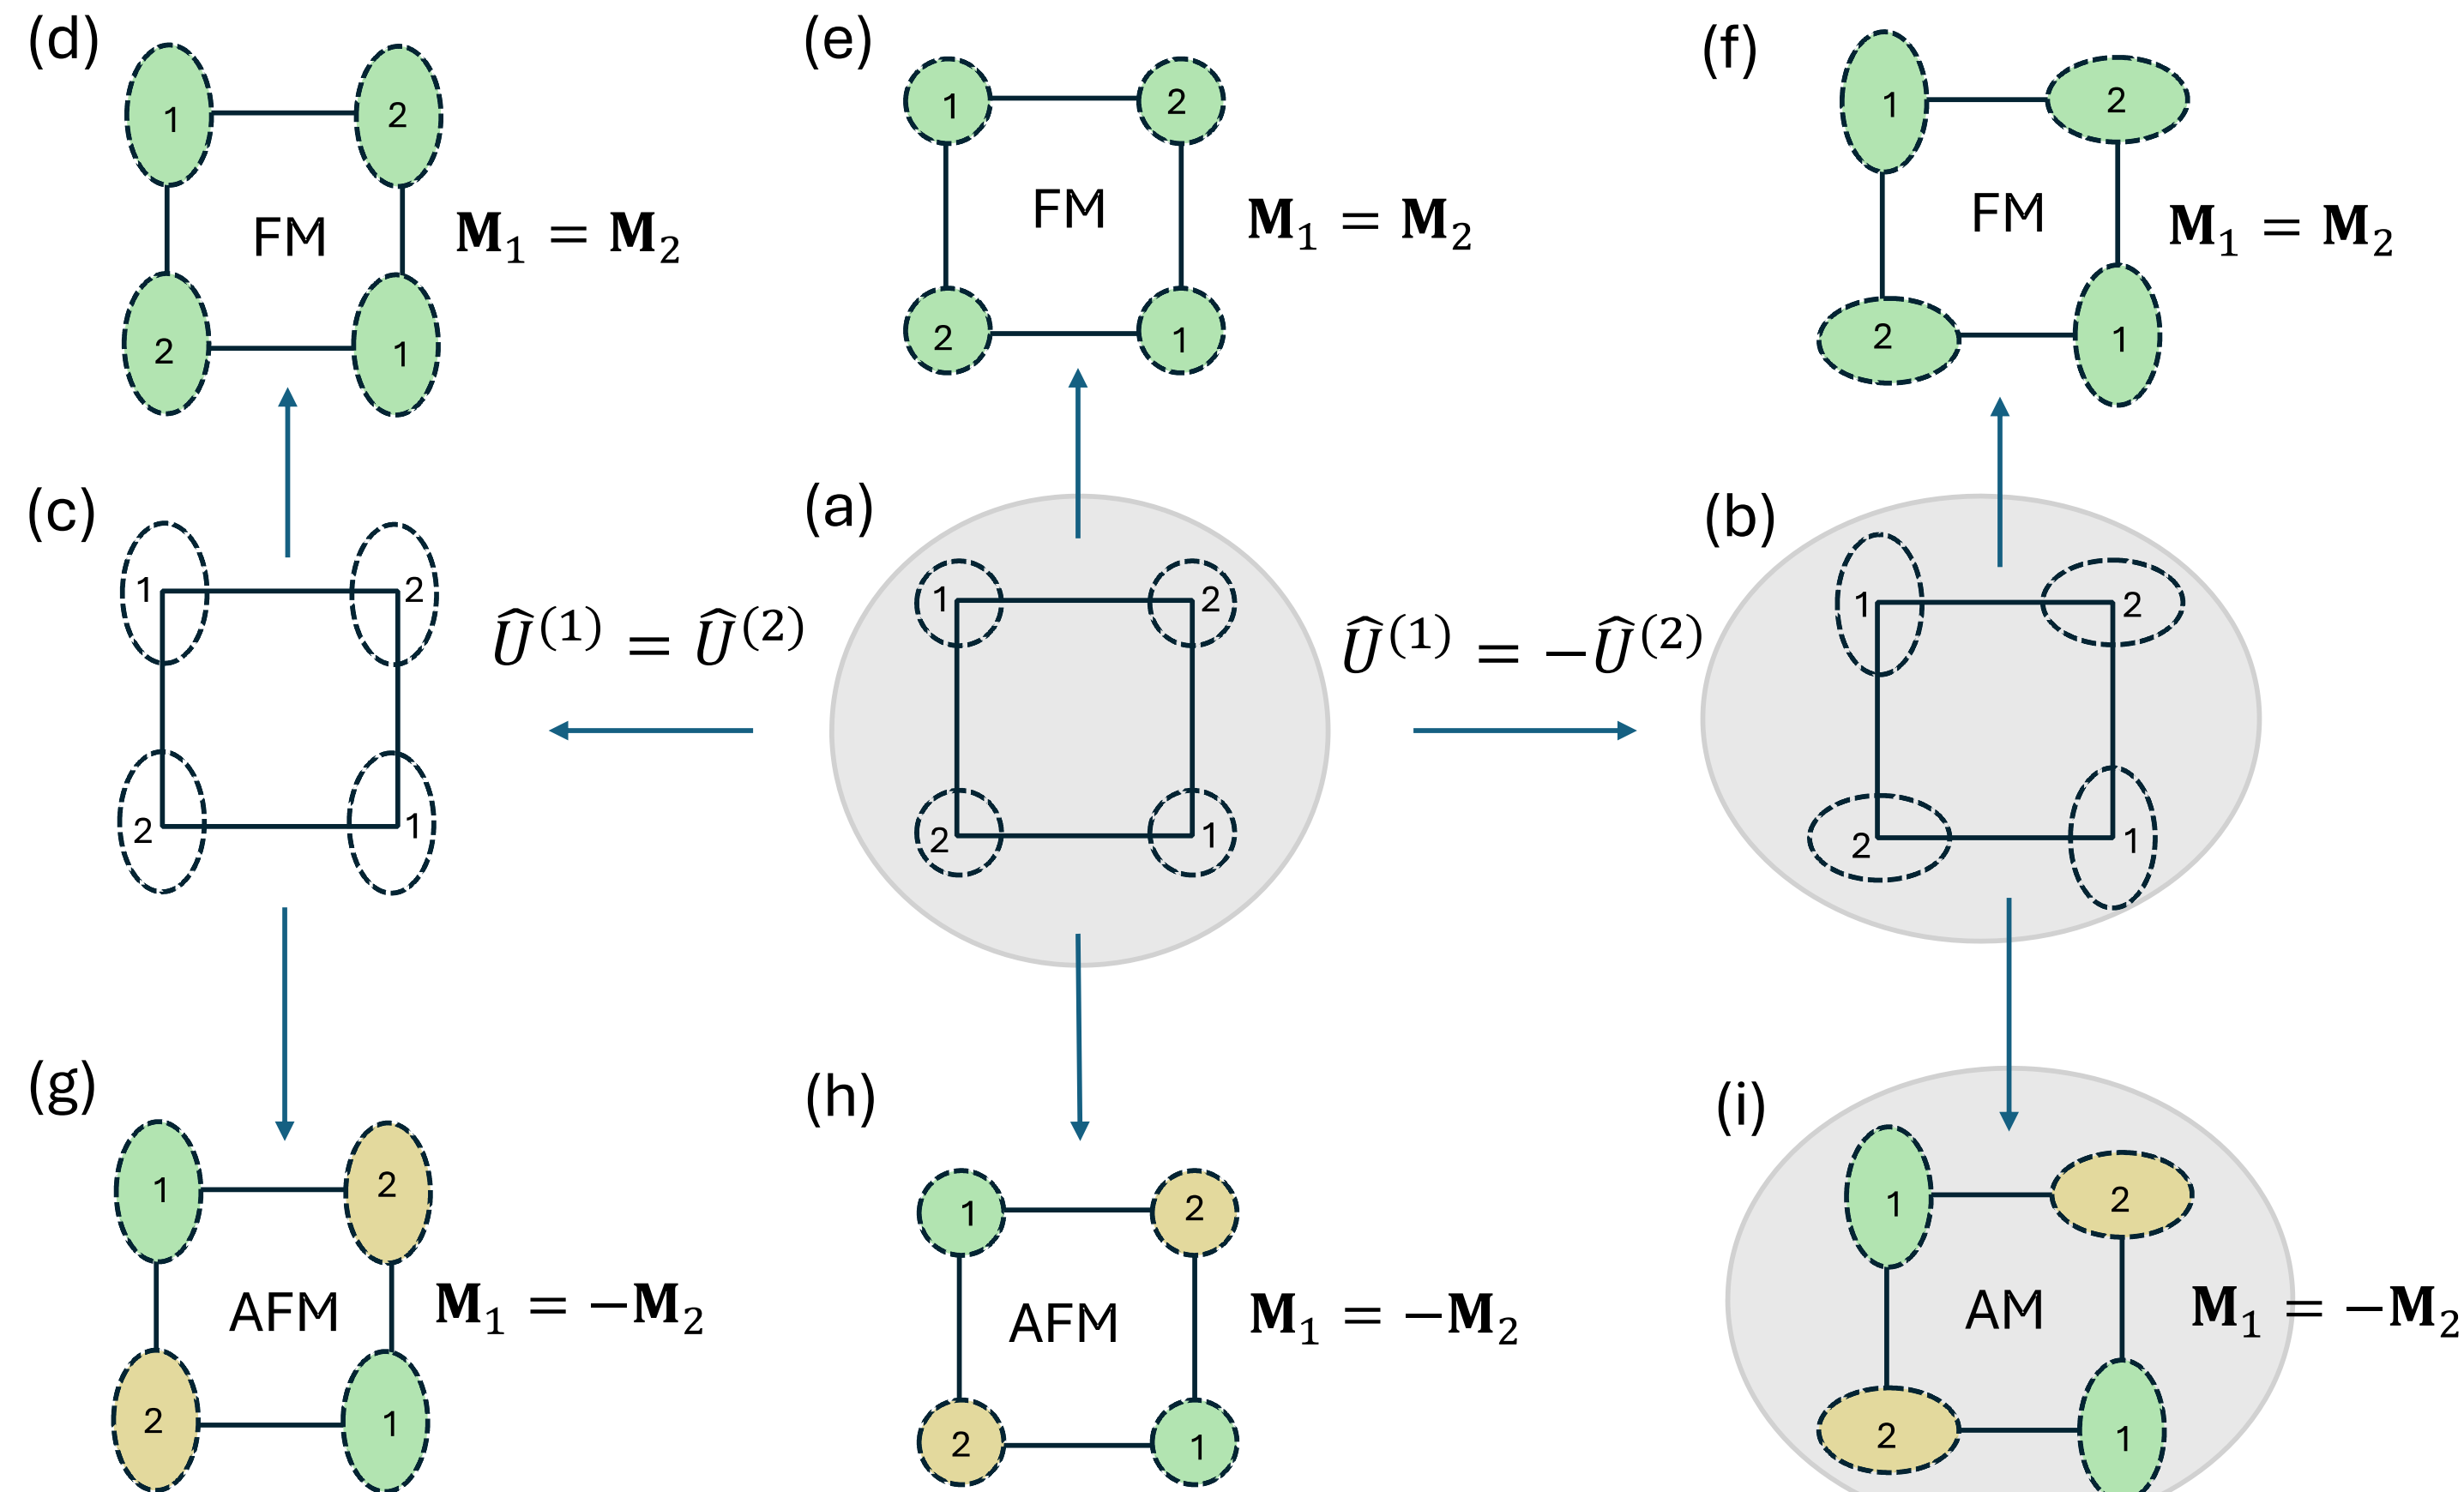 (d)
1
2
FM
2
1
M₁ = M₂
(e)
1
2
FM
2
1
M₁ = M₂
(f)
1
2
FM
2
1
M₁ = M₂
(c)
1
2
2
1
Û⁽¹⁾ = Û⁽²⁾
(a)
1
2
2
1
Û⁽¹⁾ = −Û⁽²⁾
(b)
1
2
2
1
(g)
1
2
AFM
2
1
M₁ = −M₂
(h)
1
2
AFM
2
1
M₁ = −M₂
(i)
1
2
AM
2
1
M₁ = −M₂